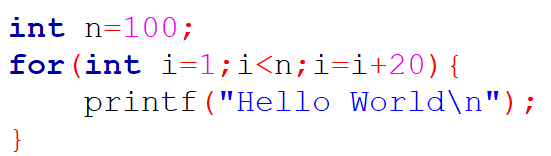 int n=100;
for(int i=1;i<n;i=i+20){
    printf("Hello World\n");
}